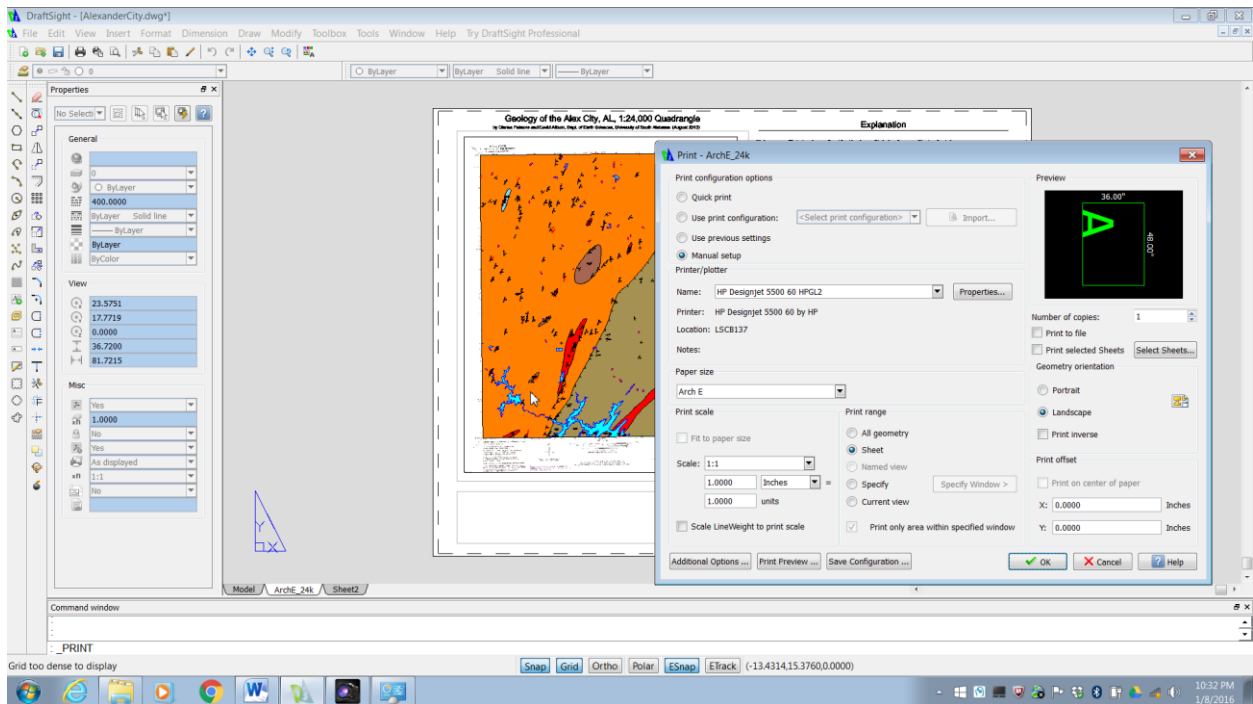 DraftSight - [AlexanderCity.dwg*]
File Edit View Insert Format Dimension Draw Modify Toolbox Tools Window Help Try DraftSight Professional
0
ByLayer
ByLayer Solid line
ByLayer
Properties
No Selecti
General
0
ByLayer
400.0000
ByLayer Solid line
ByLayer
ByLayer
ByColor
View
23.5751
17.7719
0.0000
36.7200
81.7215
Misc
Yes
1.0000
No
Yes
As displayed
1:1
No
Geology of the Alex City, AL, 1:24,000 Quadrangle
Explanation
Y
X
Print - ArchE_24k
Print configuration options
Quick print
Use print configuration: <Select print configuration> Import...
Use previous settings
Manual setup
Printer/plotter
Name: HP Designjet 5500 60 HPGL2 Properties...
Printer: HP Designjet 5500 60 by HP
Location: LSCB137
Notes:
Paper size
Arch E
Print scale
Fit to paper size
Scale: 1:1
1.0000 Inches =
1.0000 units
Scale LineWeight to print scale
Print range
All geometry
Sheet
Named view
Specify Specify Window >
Current view
Print only area within specified window
Preview
36.00"
A
48.00"
Number of copies: 1
Print to file
Print selected Sheets Select Sheets...
Geometry orientation
Portrait
Landscape
Print inverse
Print offset
Print on center of paper
X: 0.0000 Inches
Y: 0.0000 Inches
Additional Options ... Print Preview ... Save Configuration ... OK Cancel Help
Model ArchE_24k Sheet2
Command window
:
:
: _PRINT
Grid too dense to display
Snap Grid Ortho Polar ESnap ETrack (-13.4314,15.3760,0.0000)
10:32 PM
1/8/2016